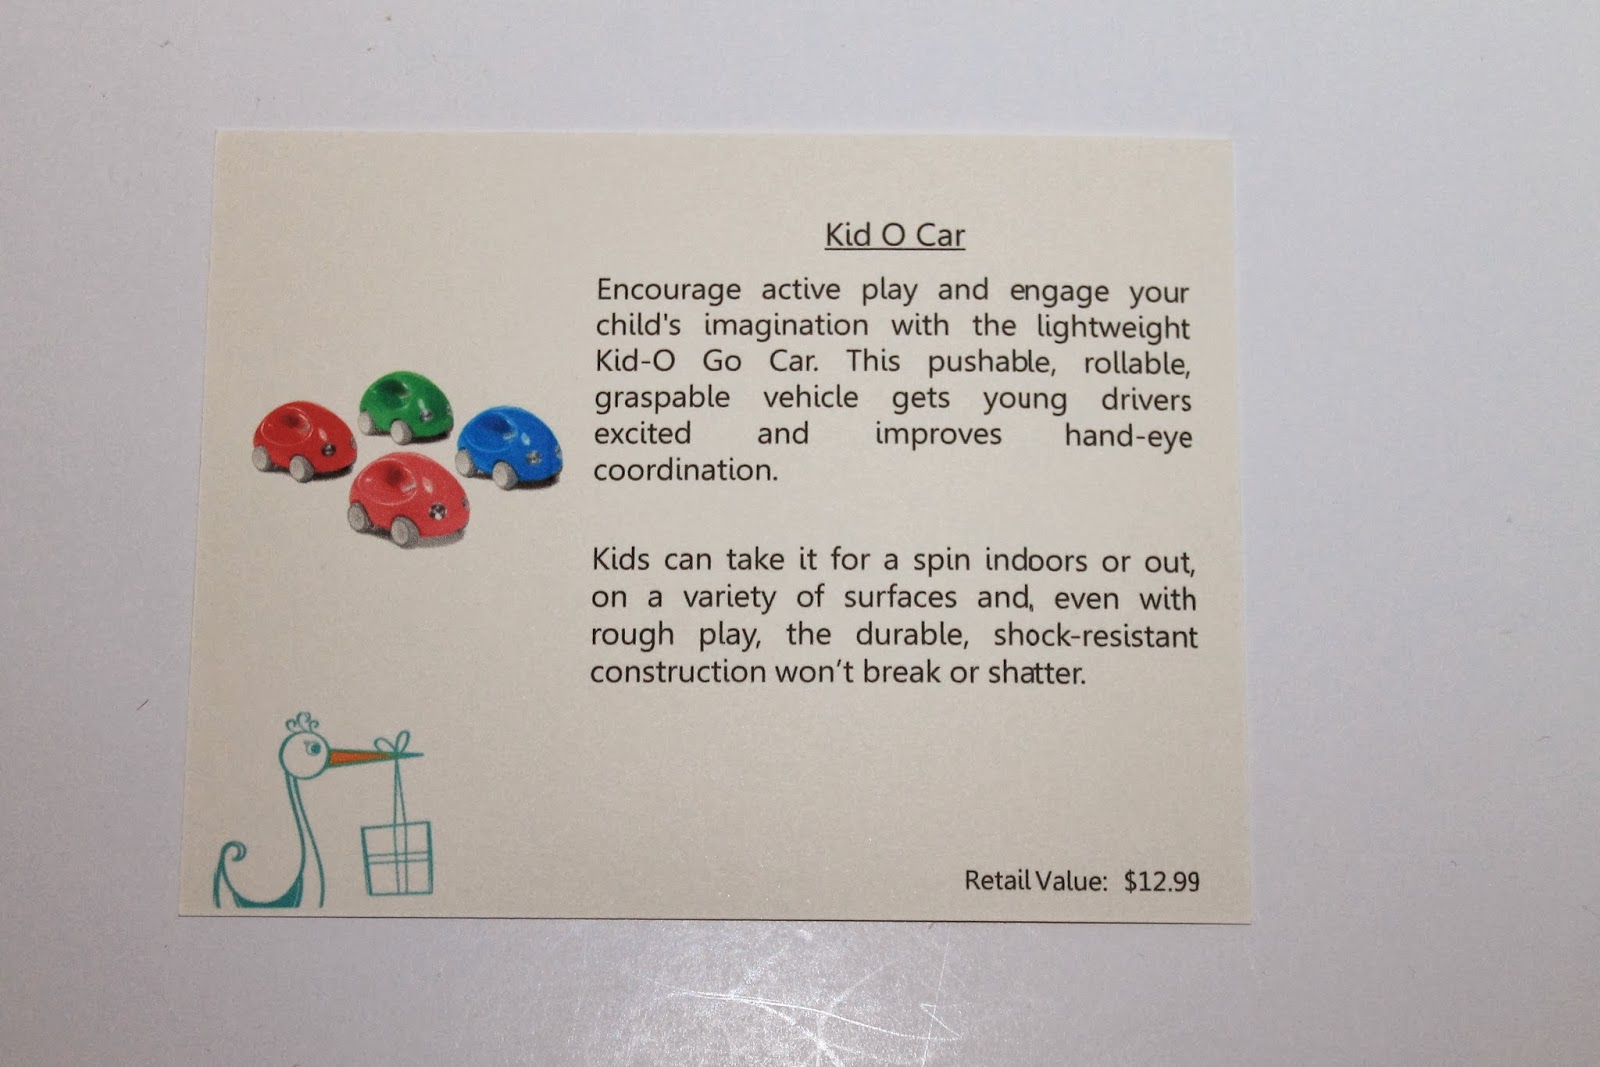 Kid O Car
Encourage active play and engage your
child's imagination with the lightweight
Kid-O Go Car. This pushable, rollable,
graspable vehicle gets young drivers
excited and improves hand-eye
coordination.
Kids can take it for a spin indoors or out,
on a variety of surfaces and, even with
rough play, the durable, shock-resistant
construction won’t break or shatter.
Retail Value: $12.99